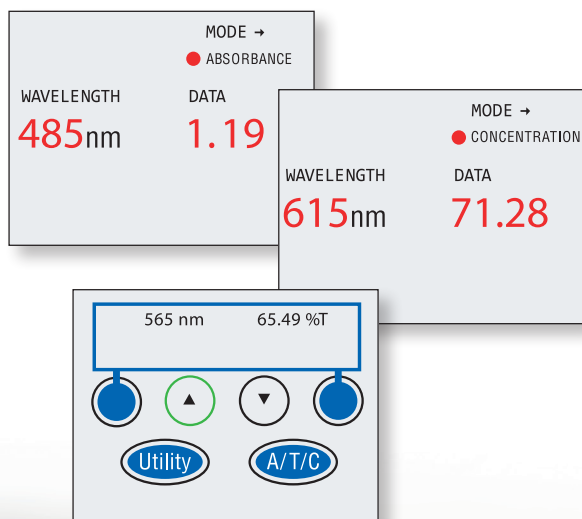 MODE →
ABSORBANCE
WAVELENGTH DATA
485nm 1.19
MODE →
CONCENTRATION
WAVELENGTH DATA
615nm 71.28
565 nm 65.49 %T
Utility A/T/C